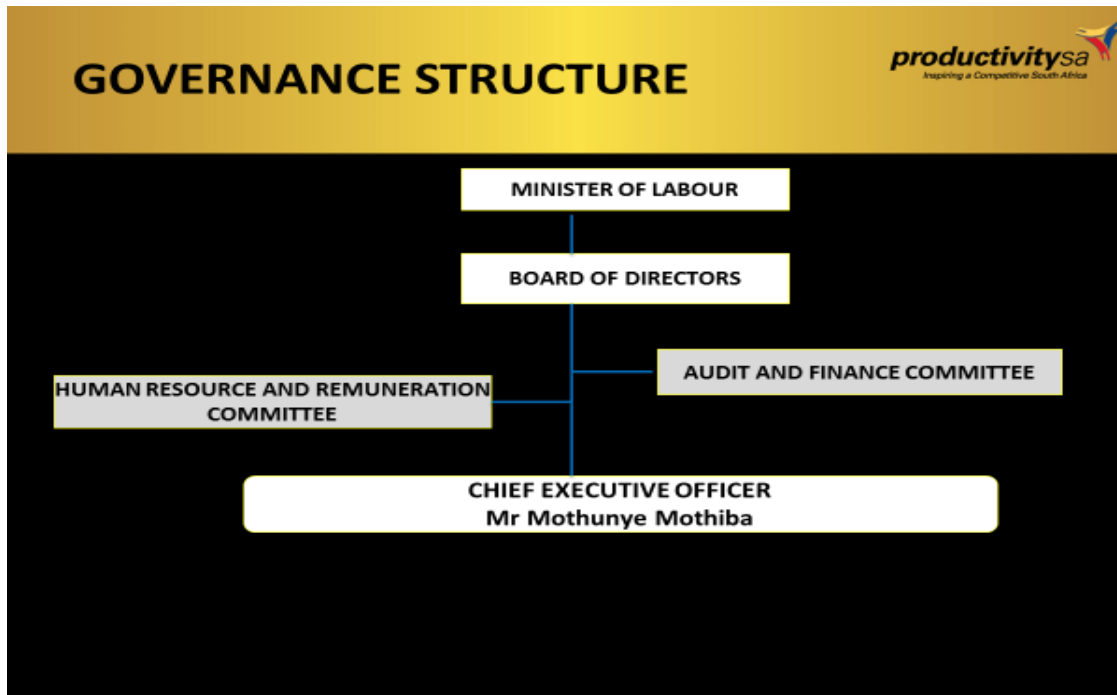 GOVERNANCE STRUCTURE
productivitysa
Inspiring a Competitive South Africa
MINISTER OF LABOUR
BOARD OF DIRECTORS
AUDIT AND FINANCE COMMITTEE
HUMAN RESOURCE AND REMUNERATION
COMMITTEE
CHIEF EXECUTIVE OFFICER
Mr Mothunye Mothiba